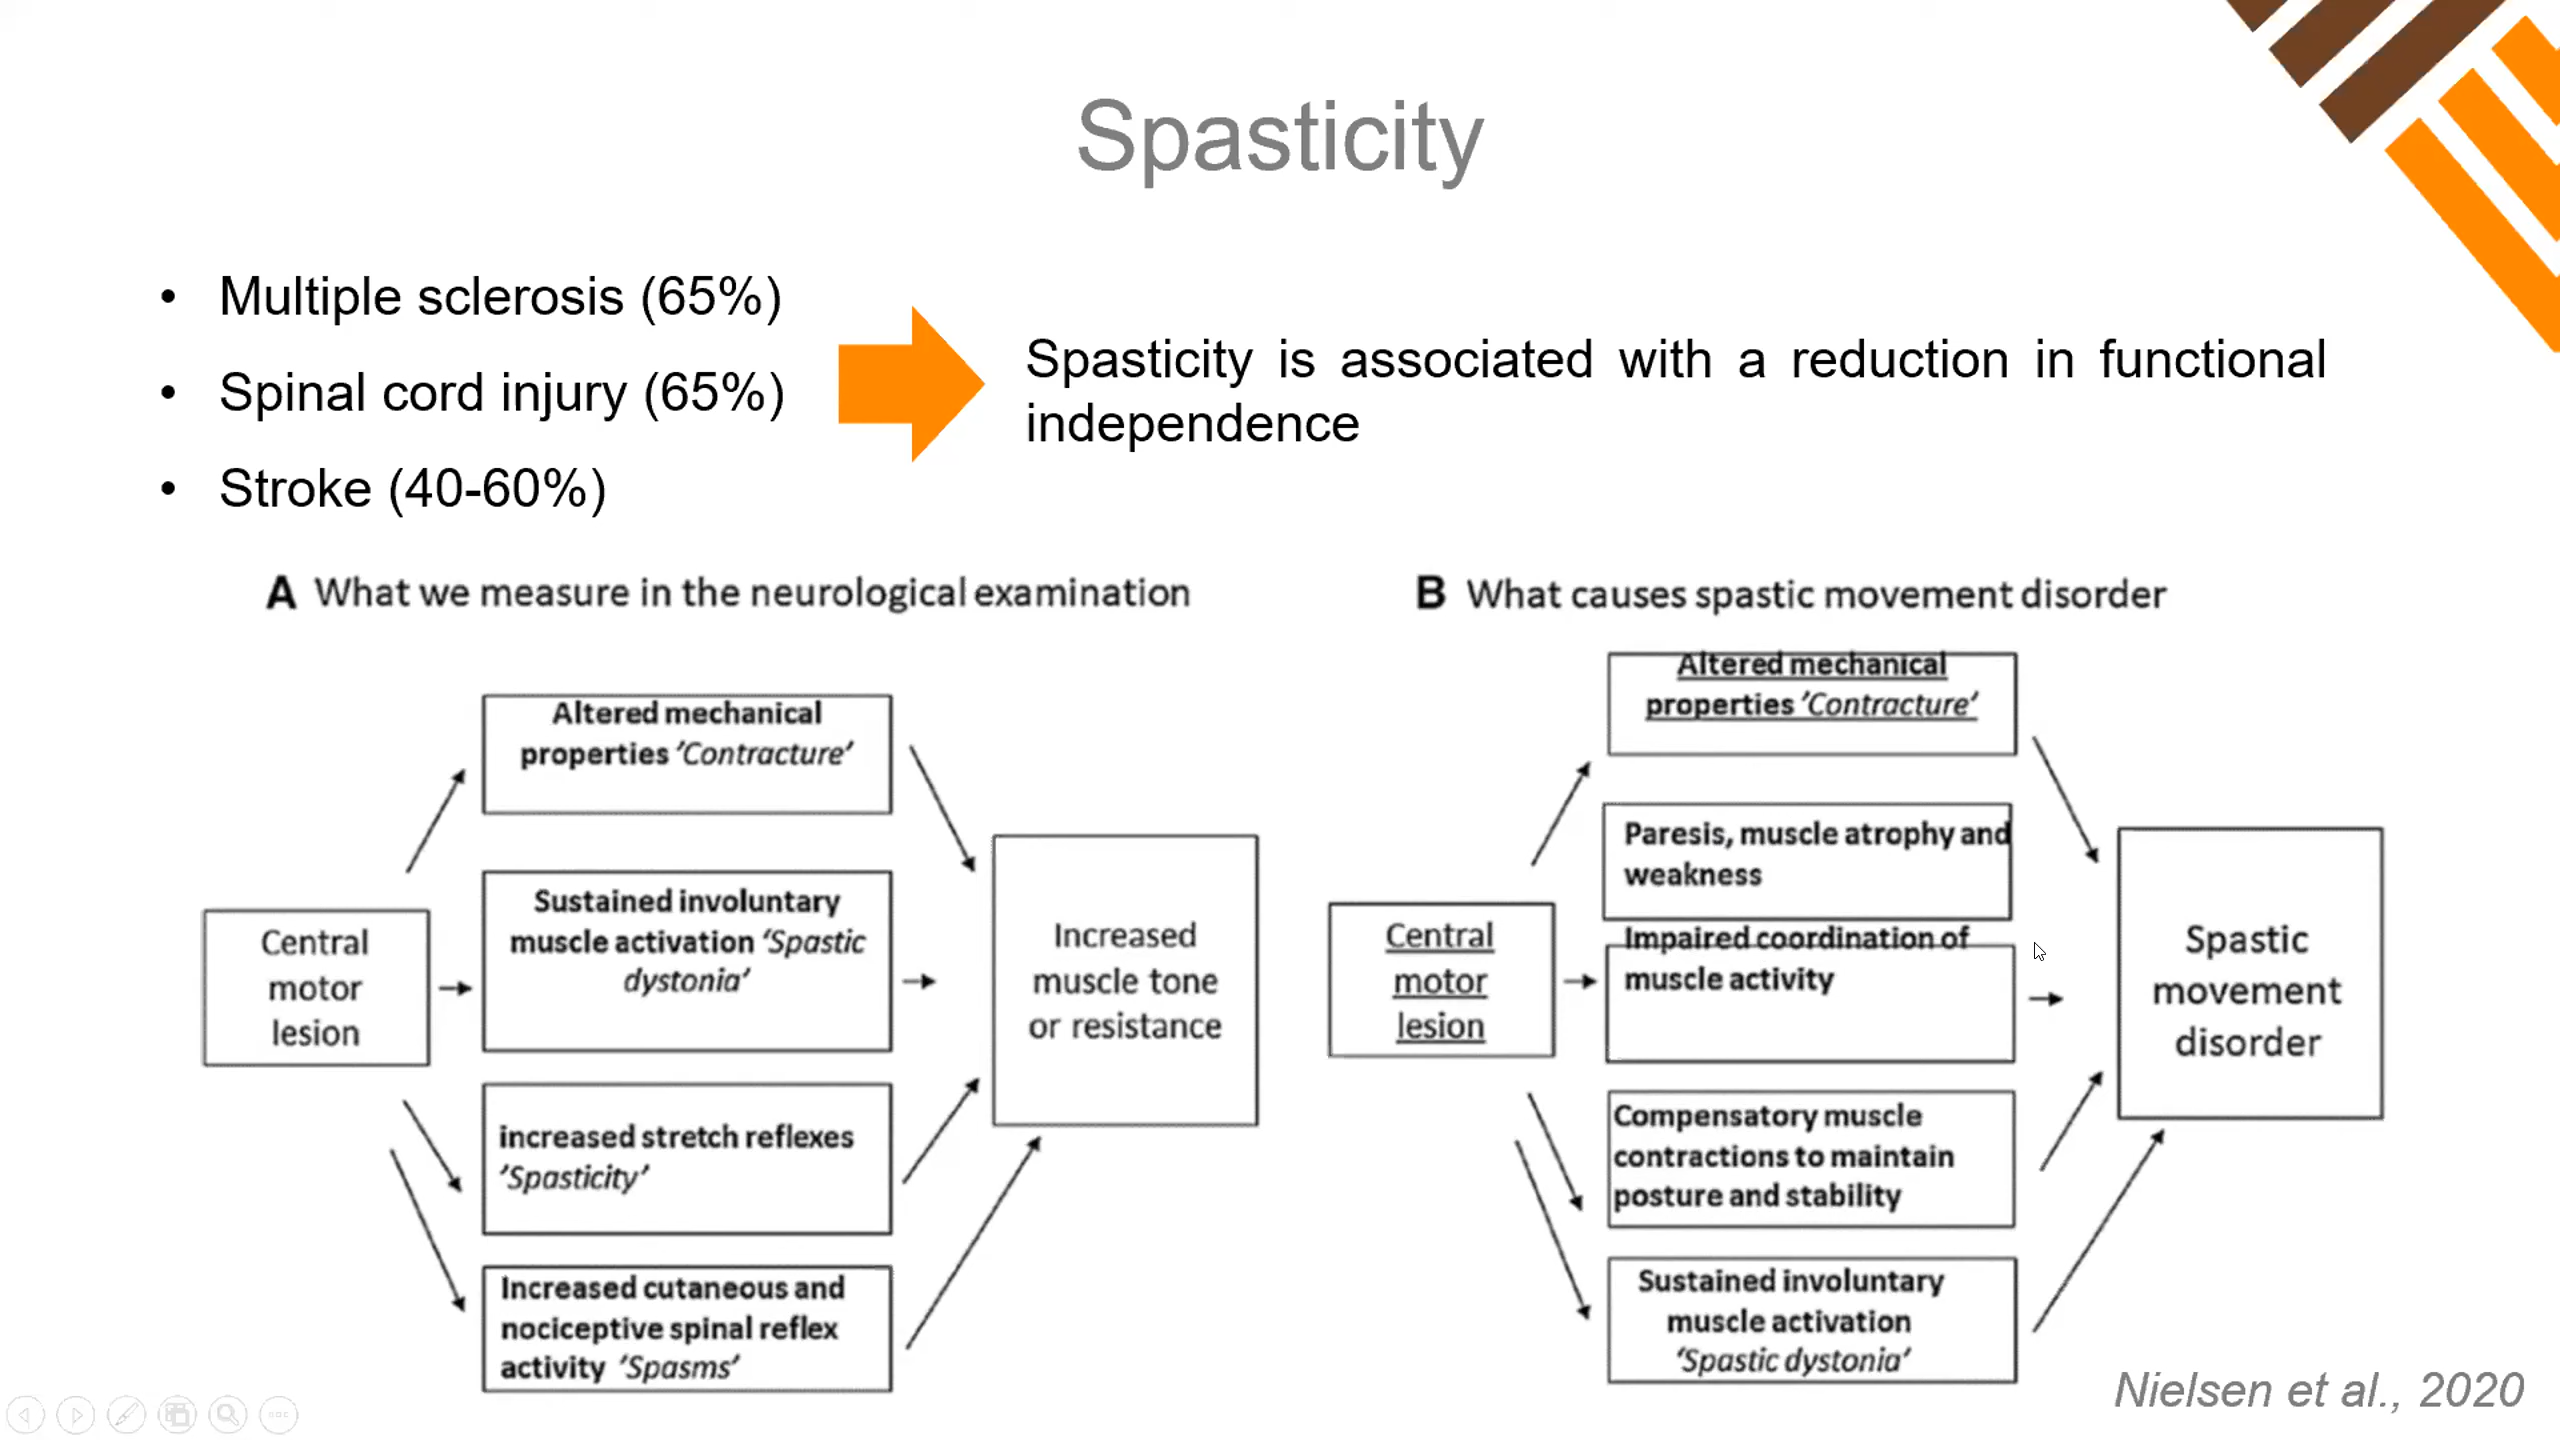 Spasticity
• Multiple sclerosis (65%)
• Spinal cord injury (65%)
• Stroke (40-60%)
Spasticity is associated with a reduction in functional
independence
A What we measure in the neurological examination
Central
motor
lesion
Altered mechanical
properties 'Contracture'
Sustained involuntary
muscle activation 'Spastic
dystonia'
increased stretch reflexes
'Spasticity'
Increased cutaneous and
nociceptive spinal reflex
activity 'Spasms'
Increased
muscle tone
or resistance
B What causes spastic movement disorder
Central
motor
lesion
Altered mechanical
properties 'Contracture'
Paresis, muscle atrophy and
weakness
Impaired coordination of
muscle activity
Compensatory muscle
contractions to maintain
posture and stability
Sustained involuntary
muscle activation
'Spastic dystonia'
Spastic
movement
disorder
Nielsen et al., 2020